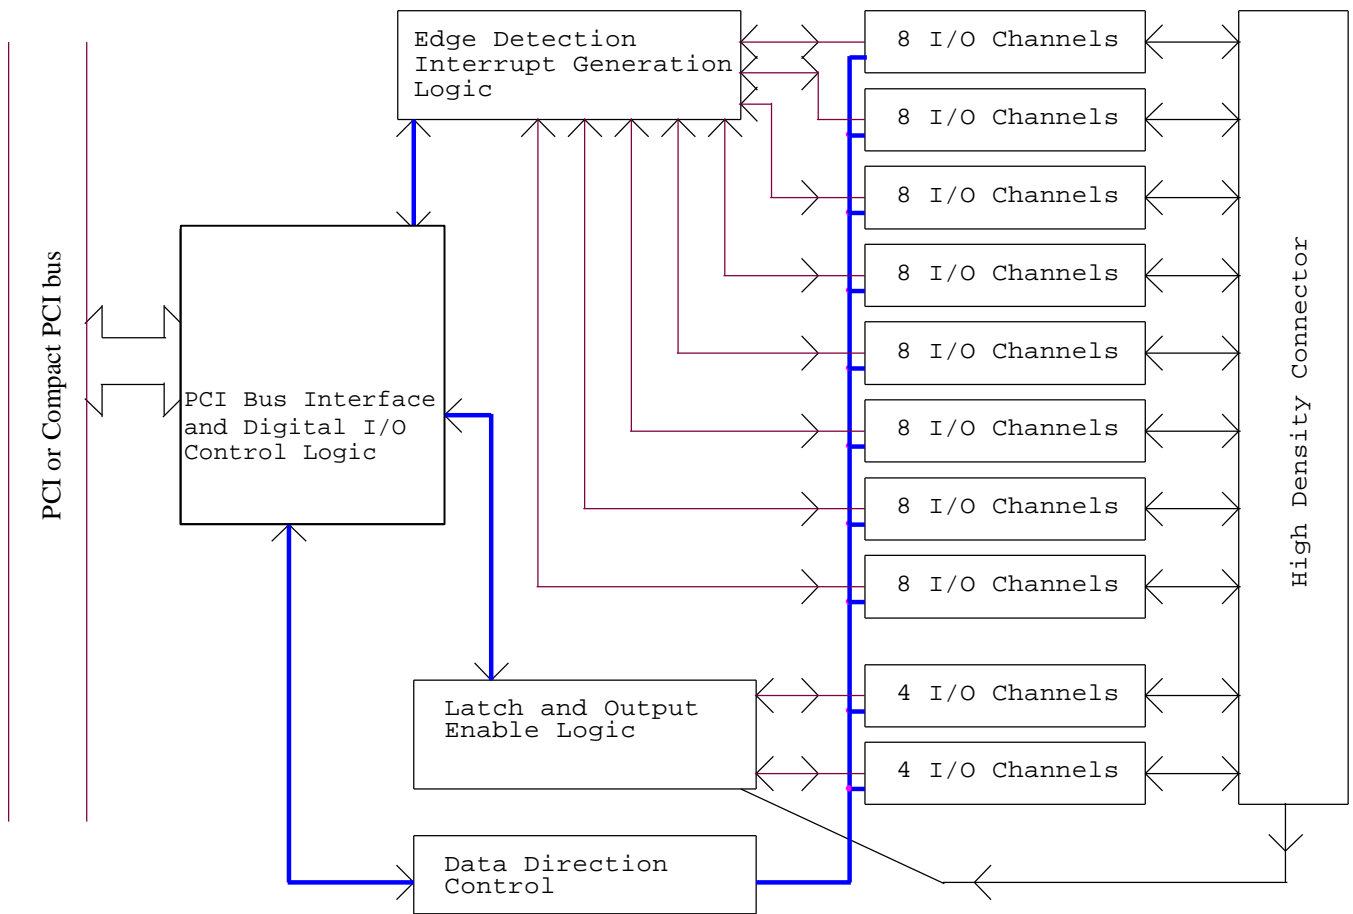 Edge Detection
Interrupt Generation
Logic
8 I/O Channels
8 I/O Channels
8 I/O Channels
8 I/O Channels
8 I/O Channels
8 I/O Channels
8 I/O Channels
8 I/O Channels
4 I/O Channels
4 I/O Channels
High Density Connector
PCI or Compact PCI bus
PCI Bus Interface
and Digital I/O
Control Logic
Latch and Output
Enable Logic
Data Direction
Control